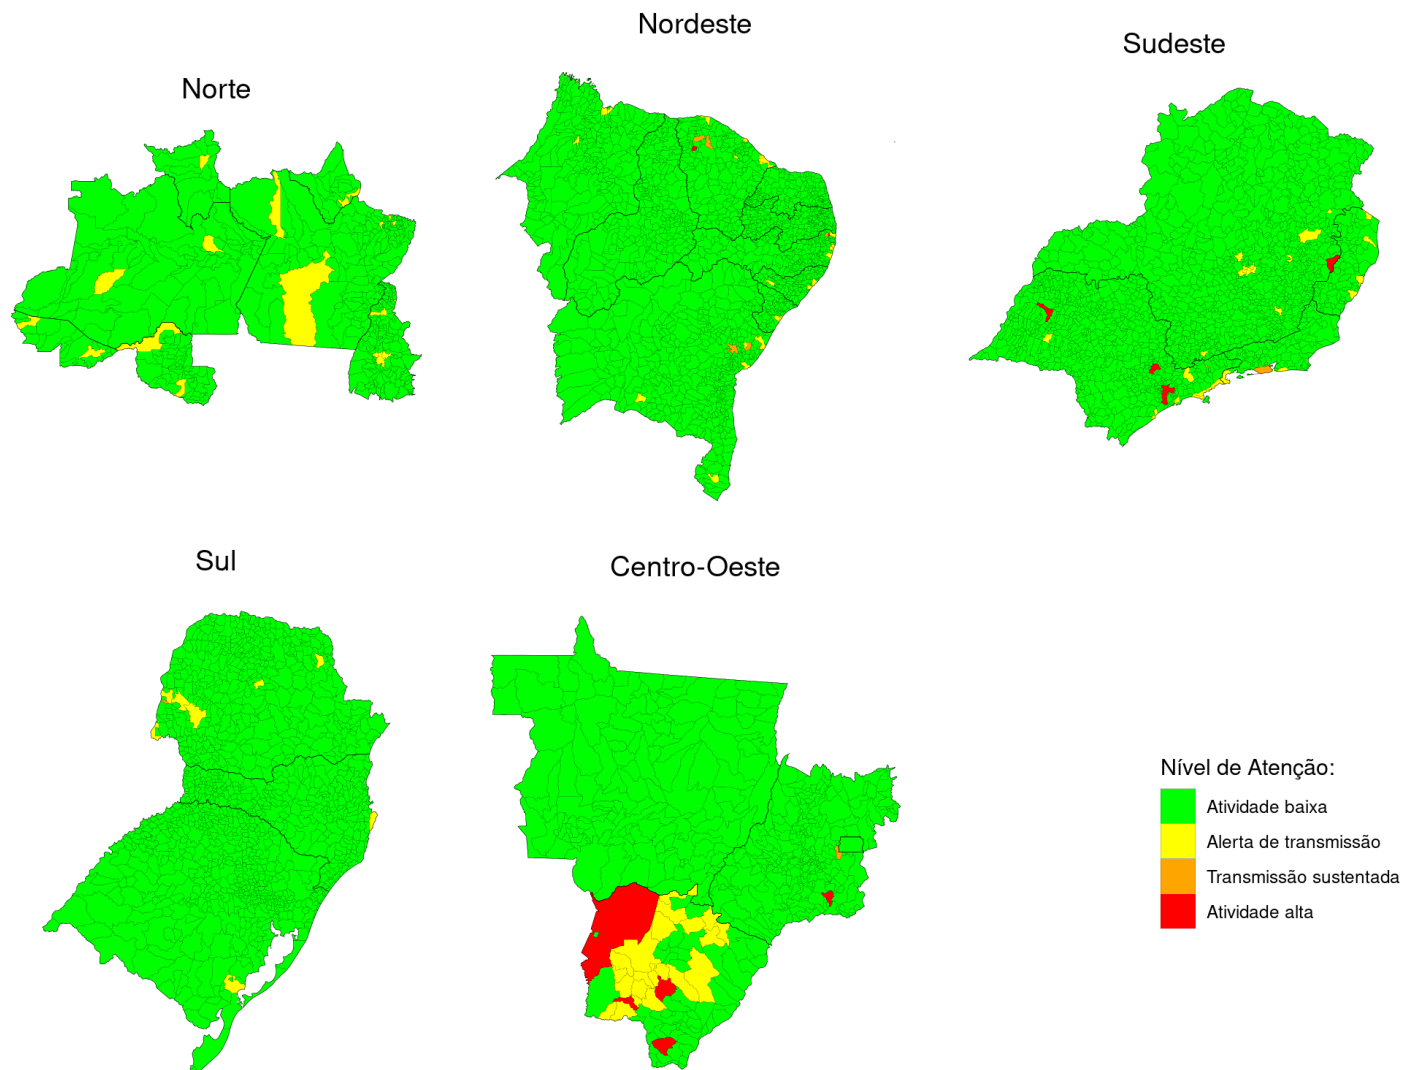 Nordeste
Sudeste
Norte
Sul
Centro-Oeste
Nível de Atenção:
Atividade baixa
Alerta de transmissão
Transmissão sustentada
Atividade alta